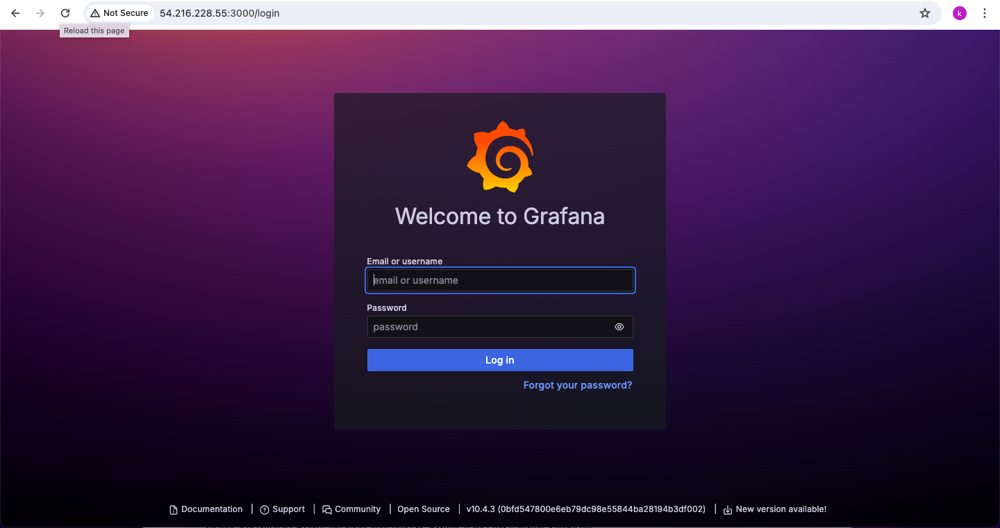 Not Secure 54.216.228.55:3000/login
k
Reload this page
Welcome to Grafana
Email or username
email or username
Password
password
Log in
Forgot your password?
Documentation | Support | Community | Open Source | v10.4.3 (0bfd547800e6eb79dc98e55844ba28194b3df002) | New version available!